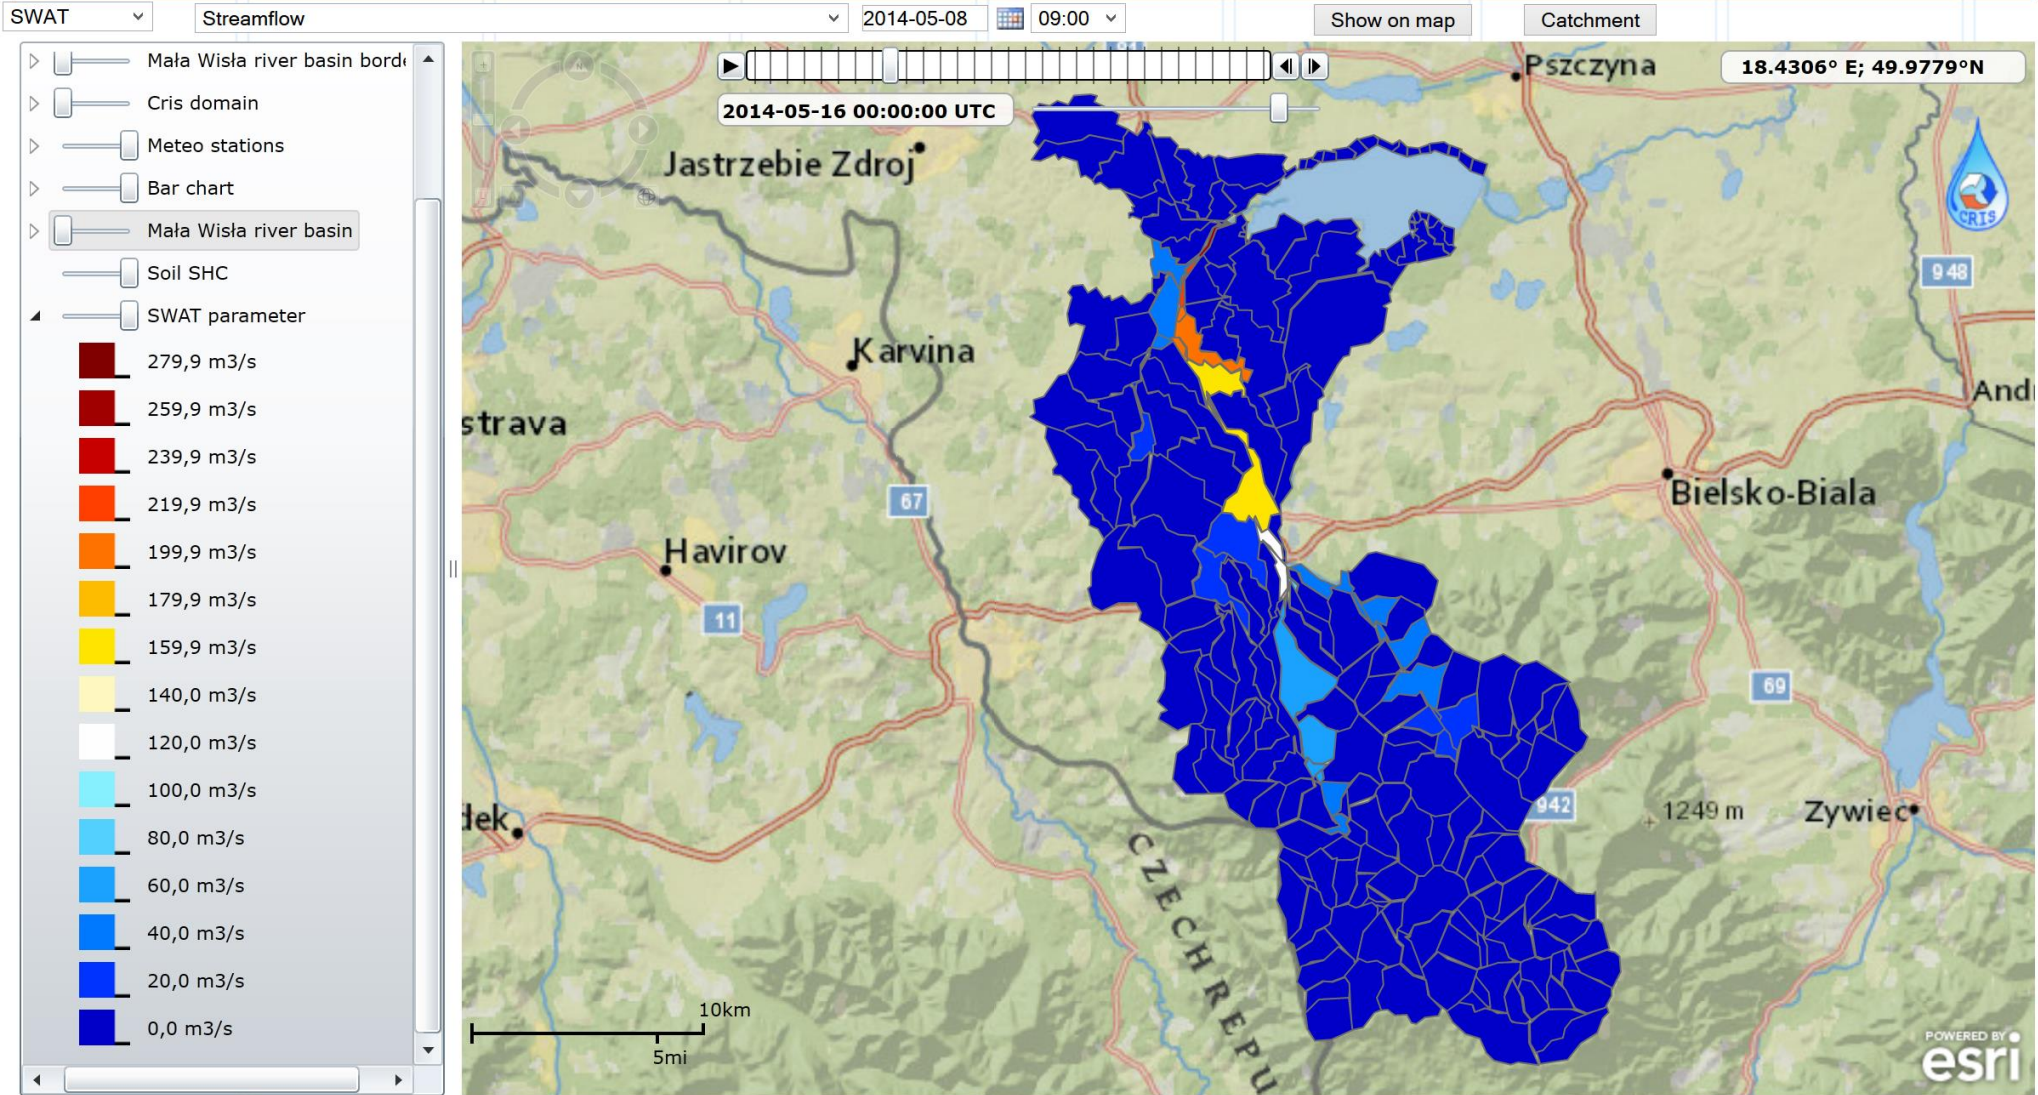 SWAT
Streamflow
2014-05-08
09:00
Show on map
Catchment
Mała Wisła river basin borde
Cris domain
Meteo stations
Bar chart
Mała Wisła river basin
Soil SHC
SWAT parameter
279,9 m3/s
259,9 m3/s
239,9 m3/s
219,9 m3/s
199,9 m3/s
179,9 m3/s
159,9 m3/s
140,0 m3/s
120,0 m3/s
100,0 m3/s
80,0 m3/s
60,0 m3/s
40,0 m3/s
20,0 m3/s
0,0 m3/s
2014-05-16 00:00:00 UTC
18.4306° E; 49.9779°N
Pszczyna
Jastrzebie Zdroj
CRIS
948
Karvina
Andr
strava
67
Bielsko-Biala
Havirov
11
69
942
1249 m
Zywiec
dek
CZECH REPU
10km
5mi
POWERED BY
esri